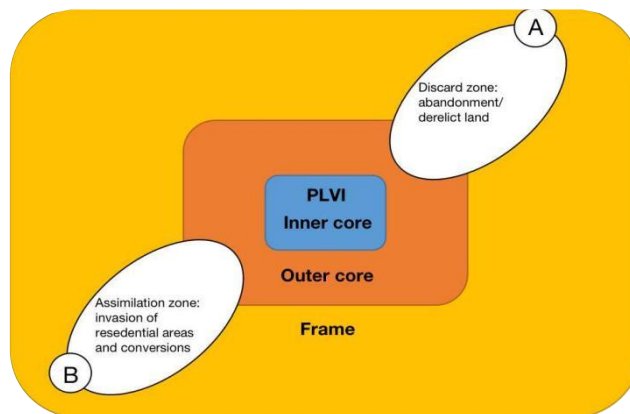 A
Discard zone:
abandonment/
derelict land
PLVI
Inner core
Outer core
Assimilation zone:
invasion of
resedential areas
and conversions
Frame
B